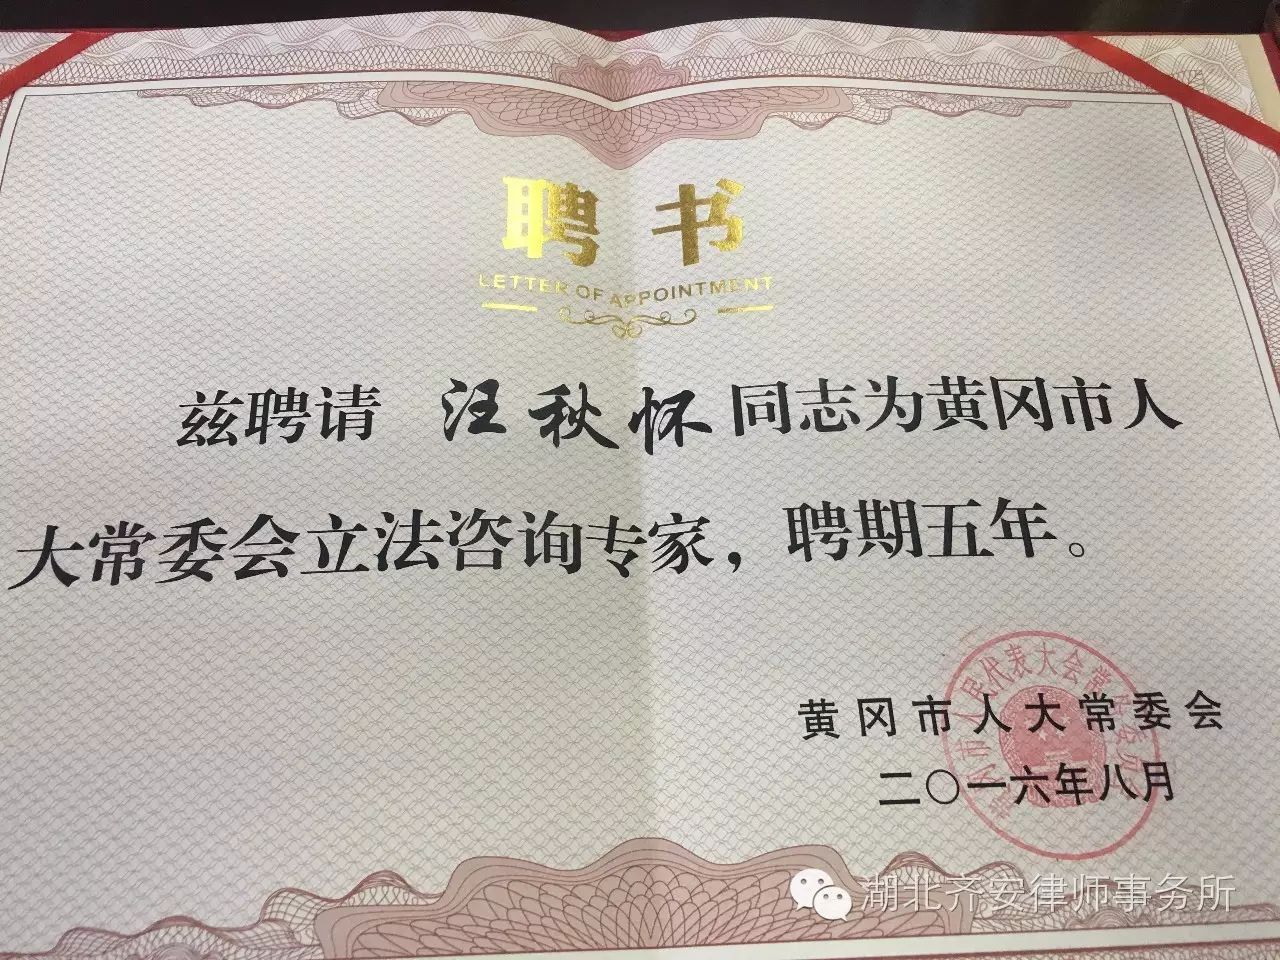 聘书
LETTER OF APPOINTMENT
兹聘请 汪秋怀 同志为黄冈市人
大常委会立法咨询专家，聘期五年。
黄冈市人大常委会
二〇一六年八月
湖北齐安律师事务所